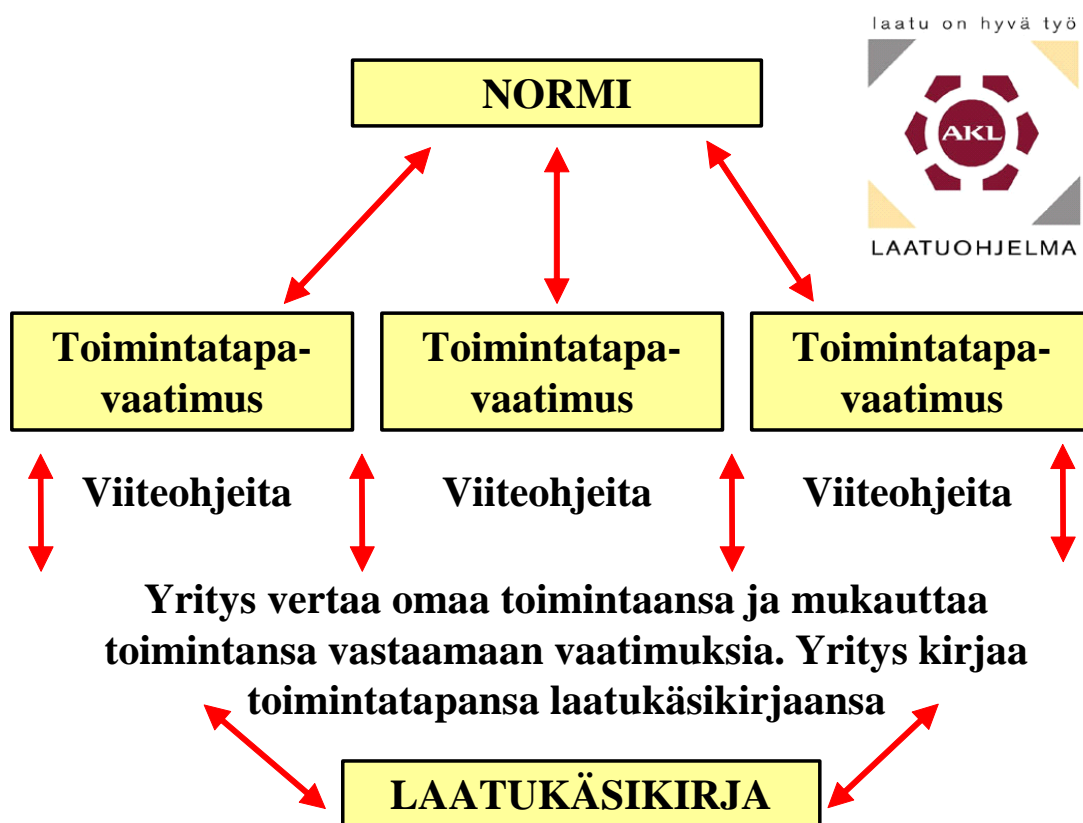 laatu on hyvä työ
AKL
LAATUOHJELMA
NORMI
Toimintatapa-
vaatimus
Toimintatapa-
vaatimus
Toimintatapa-
vaatimus
Viiteohjeita
Viiteohjeita
Viiteohjeita
Yritys vertaa omaa toimintaansa ja mukauttaa
toimintansa vastaamaan vaatimuksia. Yritys kirjaa
toimintatapansa laatukäsikirjaansa
LAATUKÄSIKIRJA